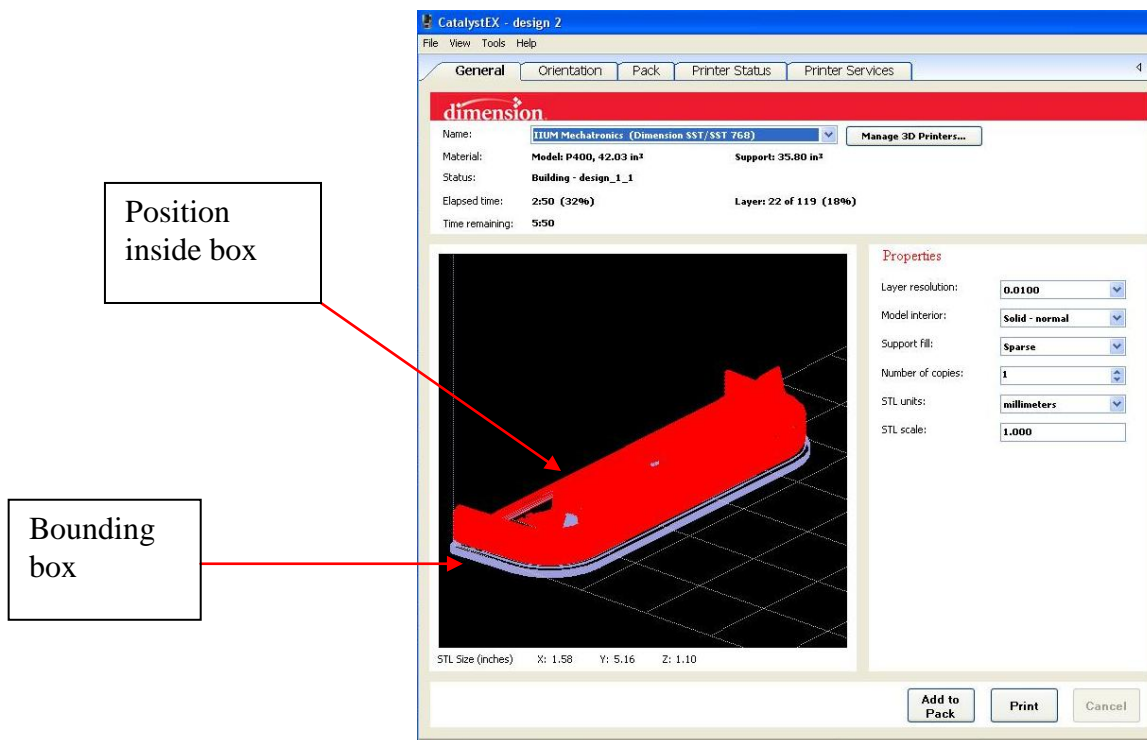 CatalystEX - design 2
File View Tools Help
General Orientation Pack Printer Status Printer Services
dimension
Name: IIUM Mechatronics (Dimension SST/SST 768) Manage 3D Printers...
Material: Model: P400, 42.03 in³ Support: 35.80 in³
Status: Building - design_1_1
Elapsed time: 2:50 (32%) Layer: 22 of 119 (18%)
Time remaining: 5:50
Position
inside box
Bounding
box
Properties
Layer resolution: 0.0100
Model interior: Solid - normal
Support fill: Sparse
Number of copies: 1
STL units: millimeters
STL scale: 1.000
STL Size (inches) X: 1.58 Y: 5.16 Z: 1.10
Add to
Pack
Print
Cancel